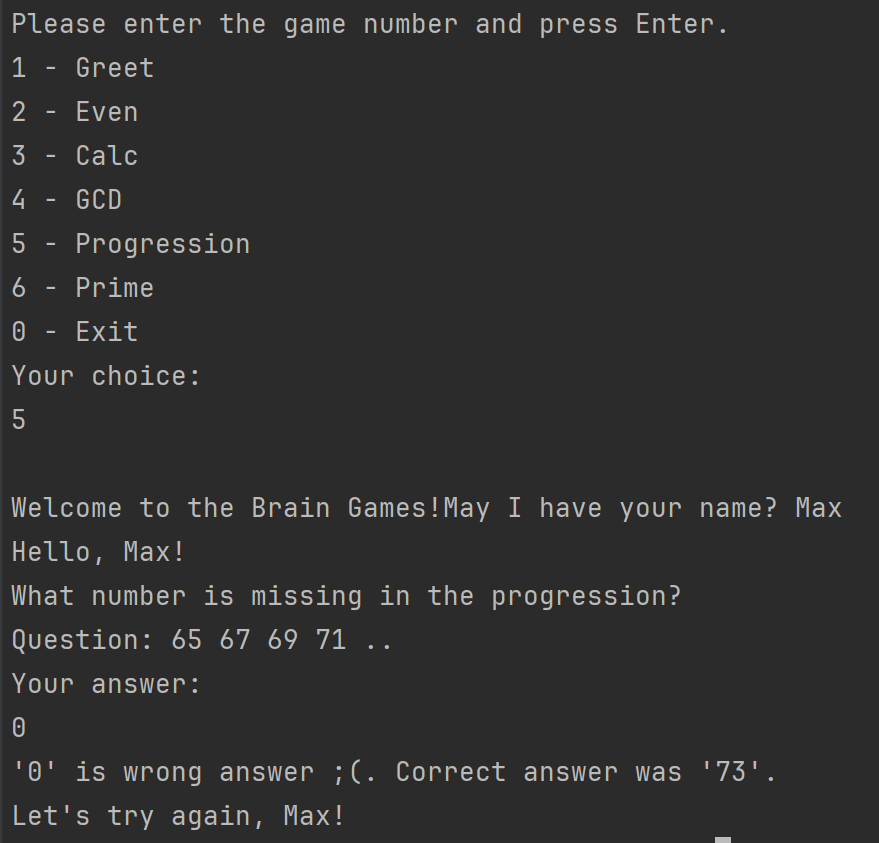 Please enter the game number and press Enter.
1 - Greet
2 - Even
3 - Calc
4 - GCD
5 - Progression
6 - Prime
0 - Exit
Your choice:
5
Welcome to the Brain Games!May I have your name? Max
Hello, Max!
What number is missing in the progression?
Question: 65 67 69 71 ..
Your answer:
0
'0' is wrong answer ;(. Correct answer was '73'.
Let's try again, Max!